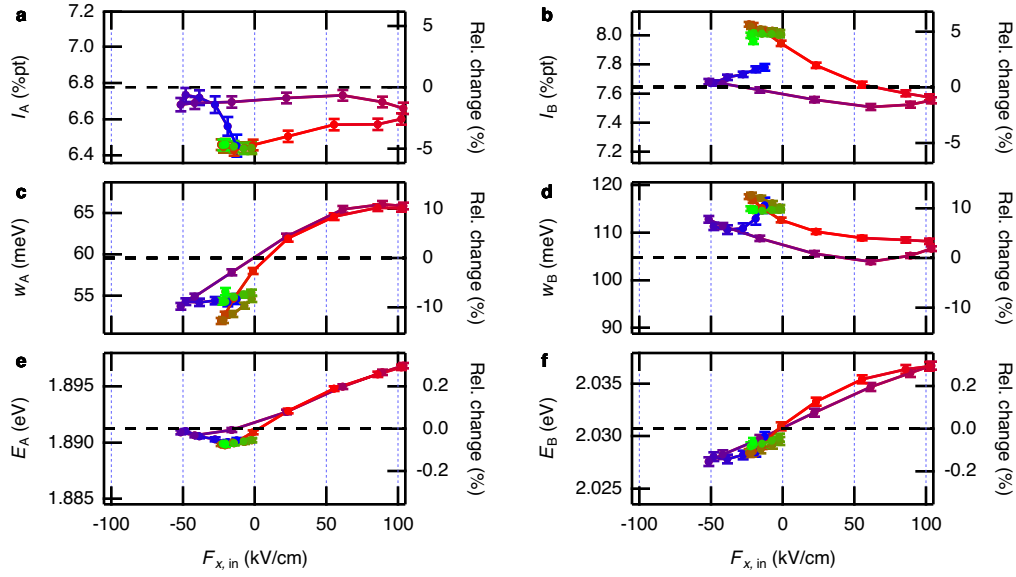 a
7.2
7.0
6.8
6.6
6.4
I_A (%pt)
5
0
-5
Rel. change (%)
b
8.0
7.8
7.6
7.4
7.2
I_B (%pt)
5
0
-5
Rel. change (%)
c
65
60
55
w_A (meV)
10
0
-10
Rel. change (%)
d
120
110
100
90
w_B (meV)
10
0
-10
Rel. change (%)
e
1.895
1.890
1.885
E_A (eV)
0.2
0.0
-0.2
Rel. change (%)
-100 -50 0 50 100
F_x, in (kV/cm)
f
2.035
2.030
2.025
E_B (eV)
0.2
0.0
-0.2
Rel. change (%)
-100 -50 0 50 100
F_x, in (kV/cm)